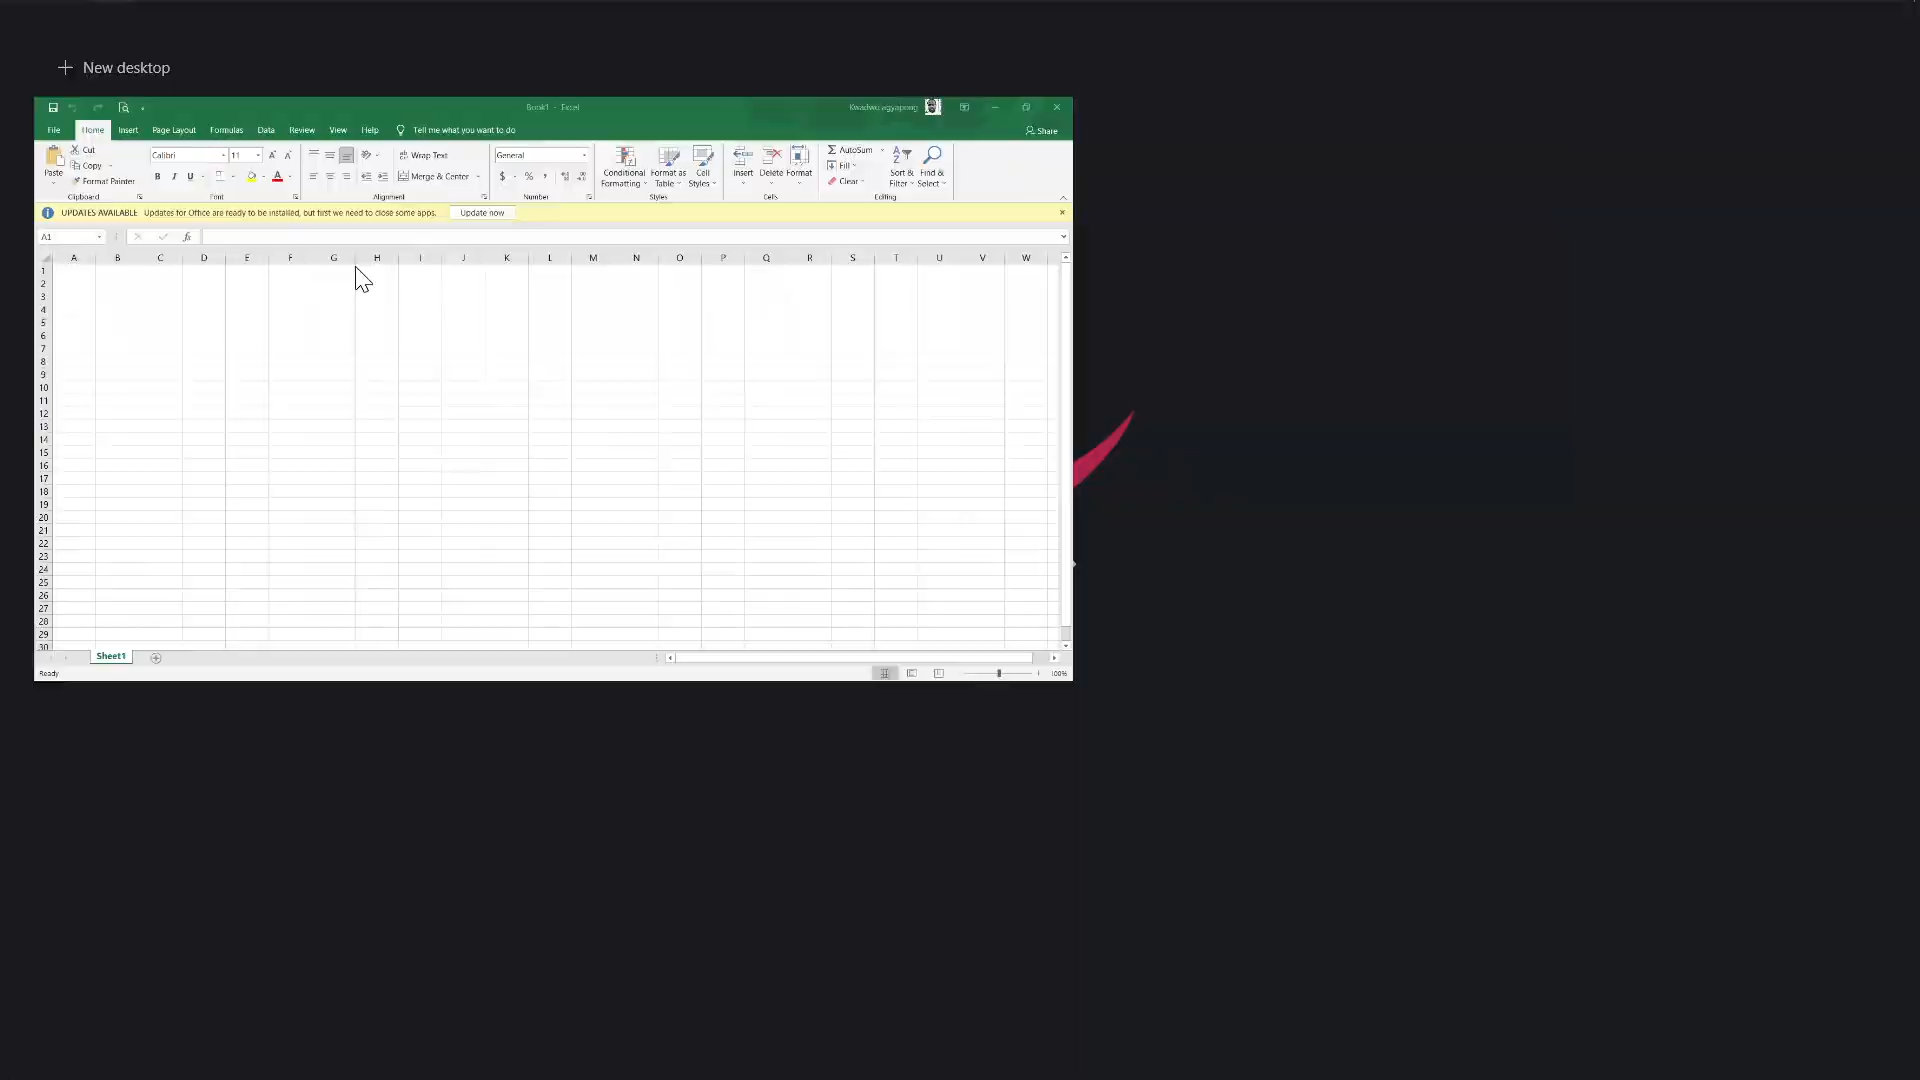 New desktop
Book1 - Excel
Kwadwo agyapong
File Home Insert Page Layout Formulas Data Review View Help Tell me what you want to do
Share
Paste
Cut
Copy
Format Painter
Clipboard
Calibri 11
B I U A
Font
Wrap Text
Merge & Center
Alignment
General
$ % ,
Number
Conditional Formatting
Format as Table
Cell Styles
Styles
Insert Delete Format
Cells
AutoSum
Fill
Clear
Sort & Filter
Find & Select
Editing
UPDATES AVAILABLE Updates for Office are ready to be installed, but first we need to close some apps. Update now
A1 fx
A B C D E F G H I J K L M N O P Q R S T U V W
1
2
3
4
5
6
7
8
9
10
11
12
13
14
15
16
17
18
19
20
21
22
23
24
25
26
27
28
29
30
Sheet1
Ready
100%